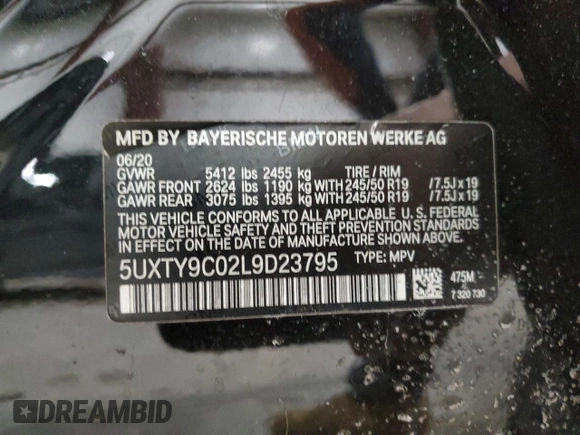 MFD BY BAYERISCHE MOTOREN WERKE AG
06/20
GVWR 5412 lbs 2455 kg TIRE / RIM
GAWR FRONT 2624 lbs 1190 kg WITH 245/50 R19 /7.5J x 19
GAWR REAR 3075 lbs 1395 kg WITH 245/50 R19 /7.5J x 19
THIS VEHICLE CONFORMS TO ALL APPLICABLE U. S. FEDERAL
MOTOR VEHICLE SAFETY AND THEFT PREVENTION STANDARDS
IN EFFECT ON THE DATE OF MANUFACTURE SHOWN ABOVE.
5UXTY9C02L9D23795 TYPE: MPV
475M
7 320 730
DREAMBID